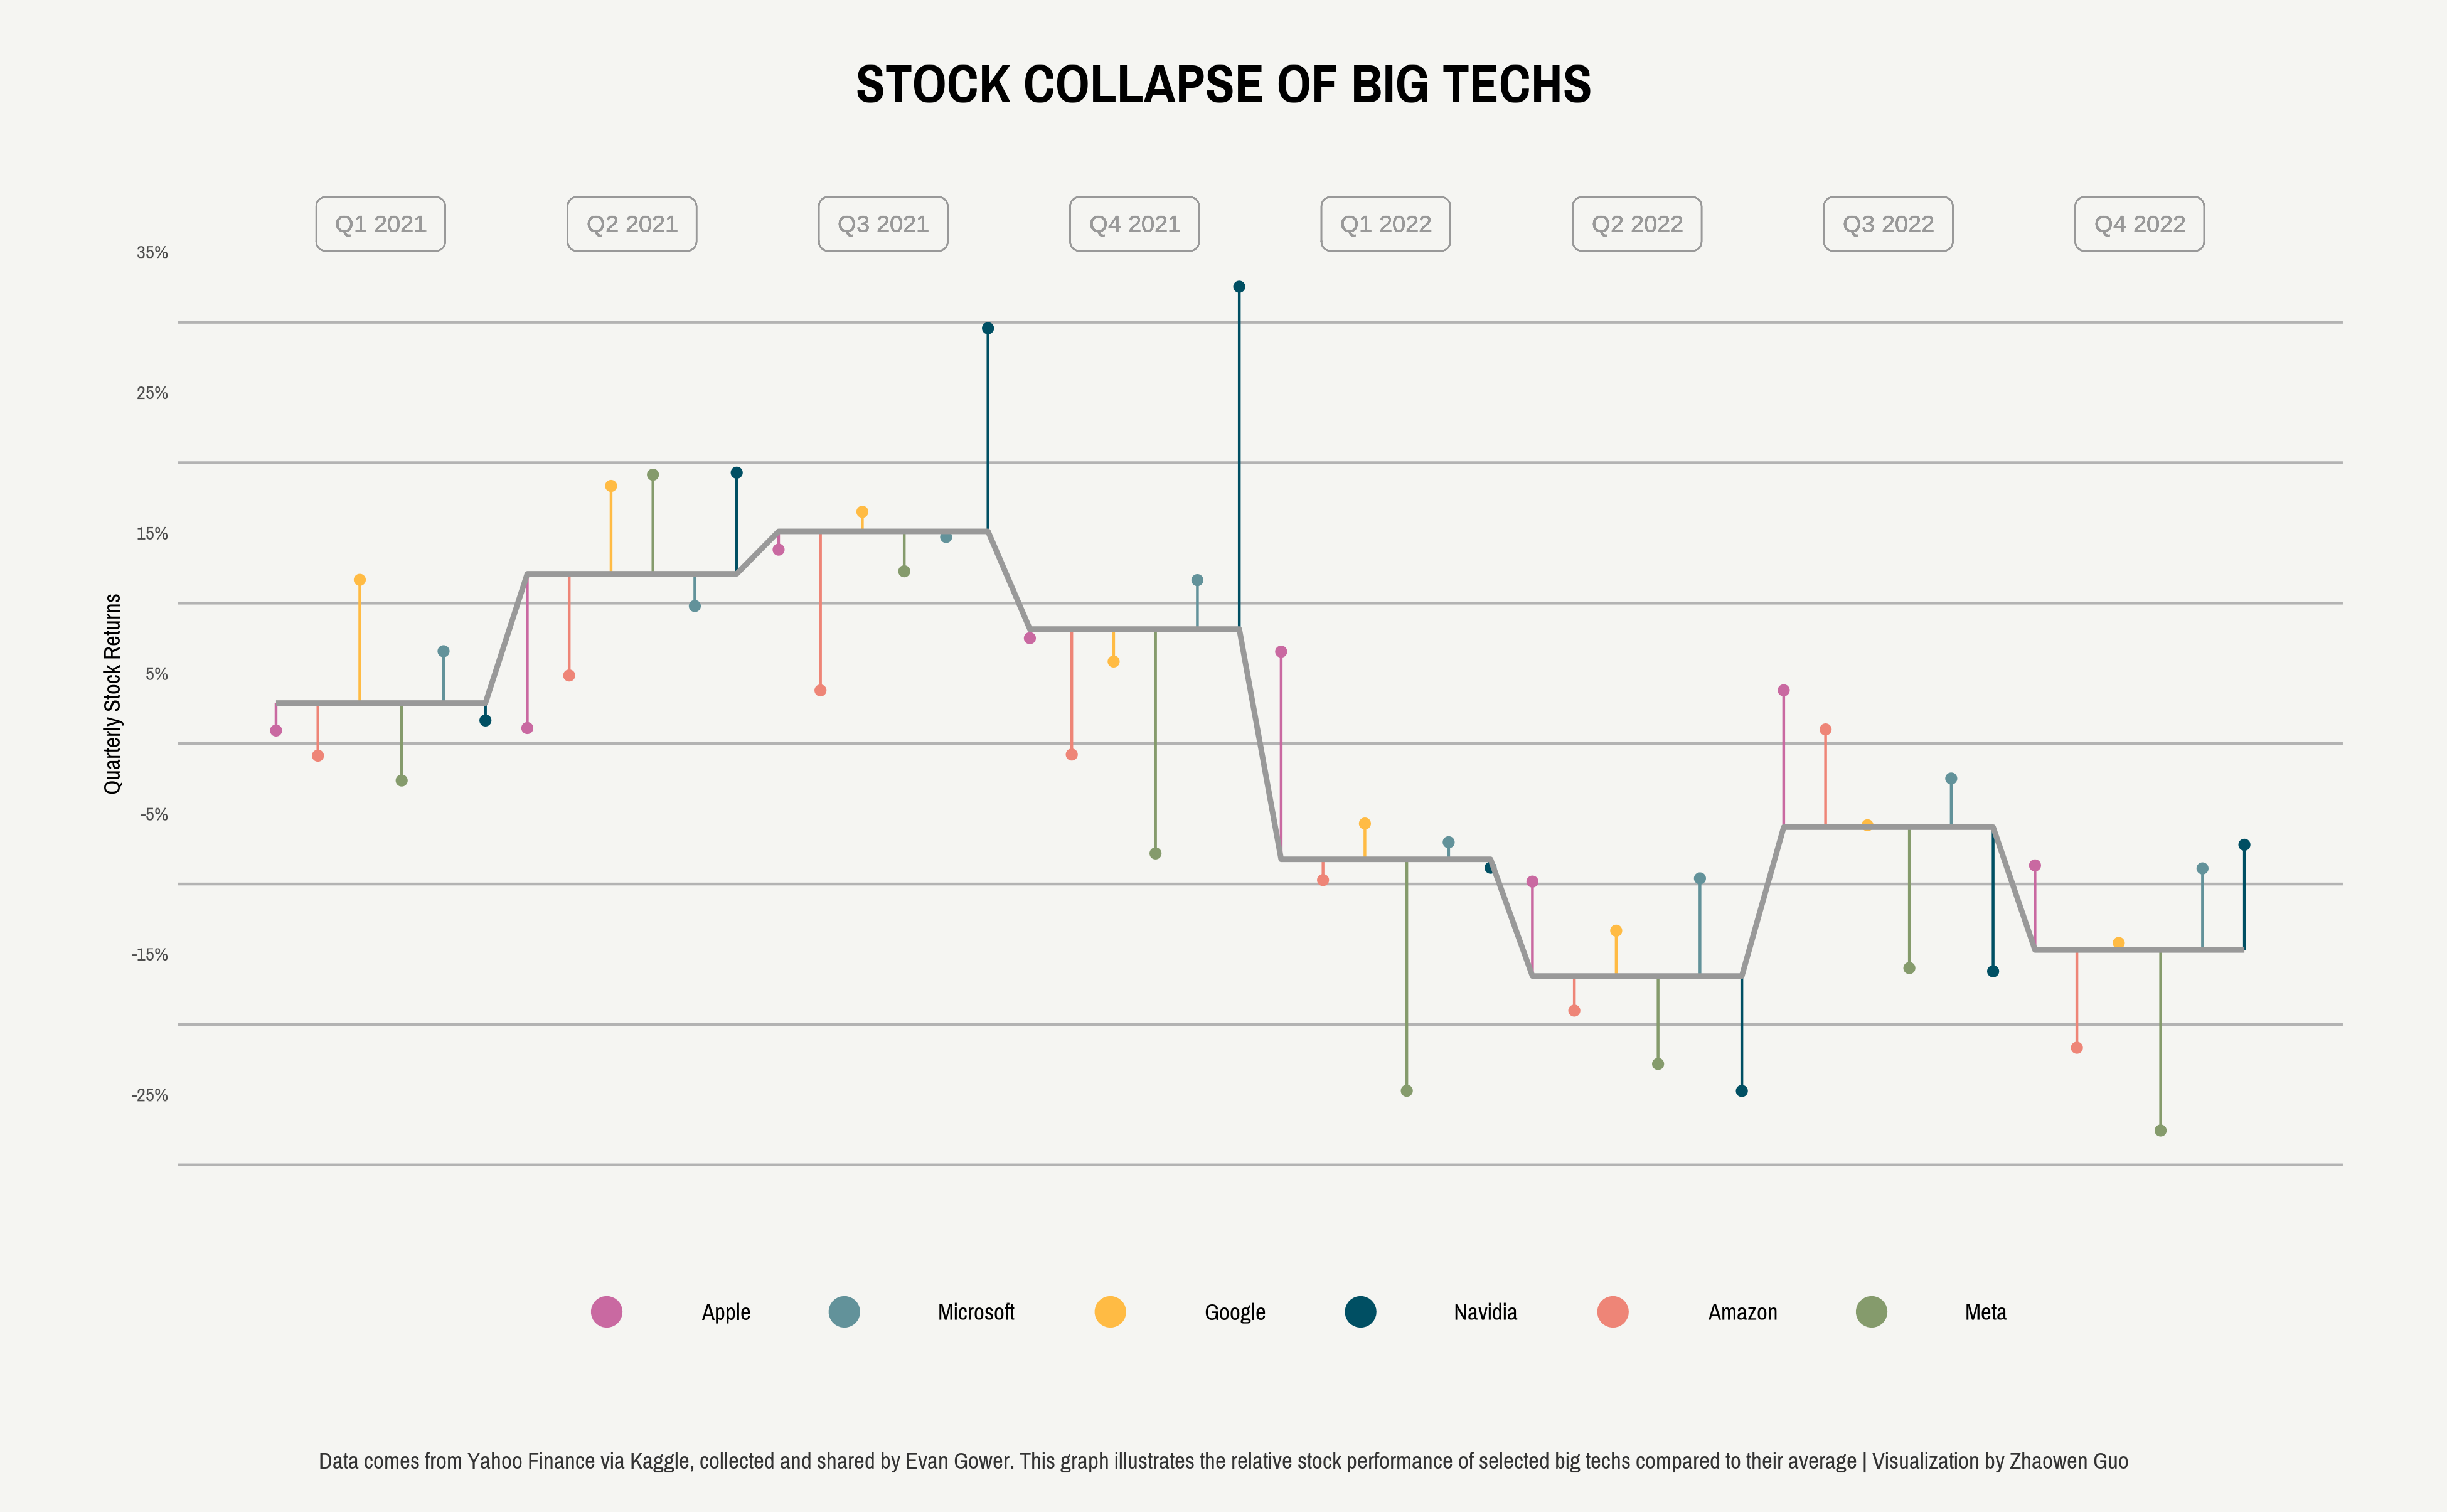 STOCK COLLAPSE OF BIG TECHS
Q1 2021 Q2 2021 Q3 2021 Q4 2021 Q1 2022 Q2 2022 Q3 2022 Q4 2022
35%
25%
15%
5%
-5%
-15%
-25%
Quarterly Stock Returns
Apple Microsoft Google Navidia Amazon Meta
Data comes from Yahoo Finance via Kaggle, collected and shared by Evan Gower. This graph illustrates the relative stock performance of selected big techs compared to their average | Visualization by Zhaowen Guo